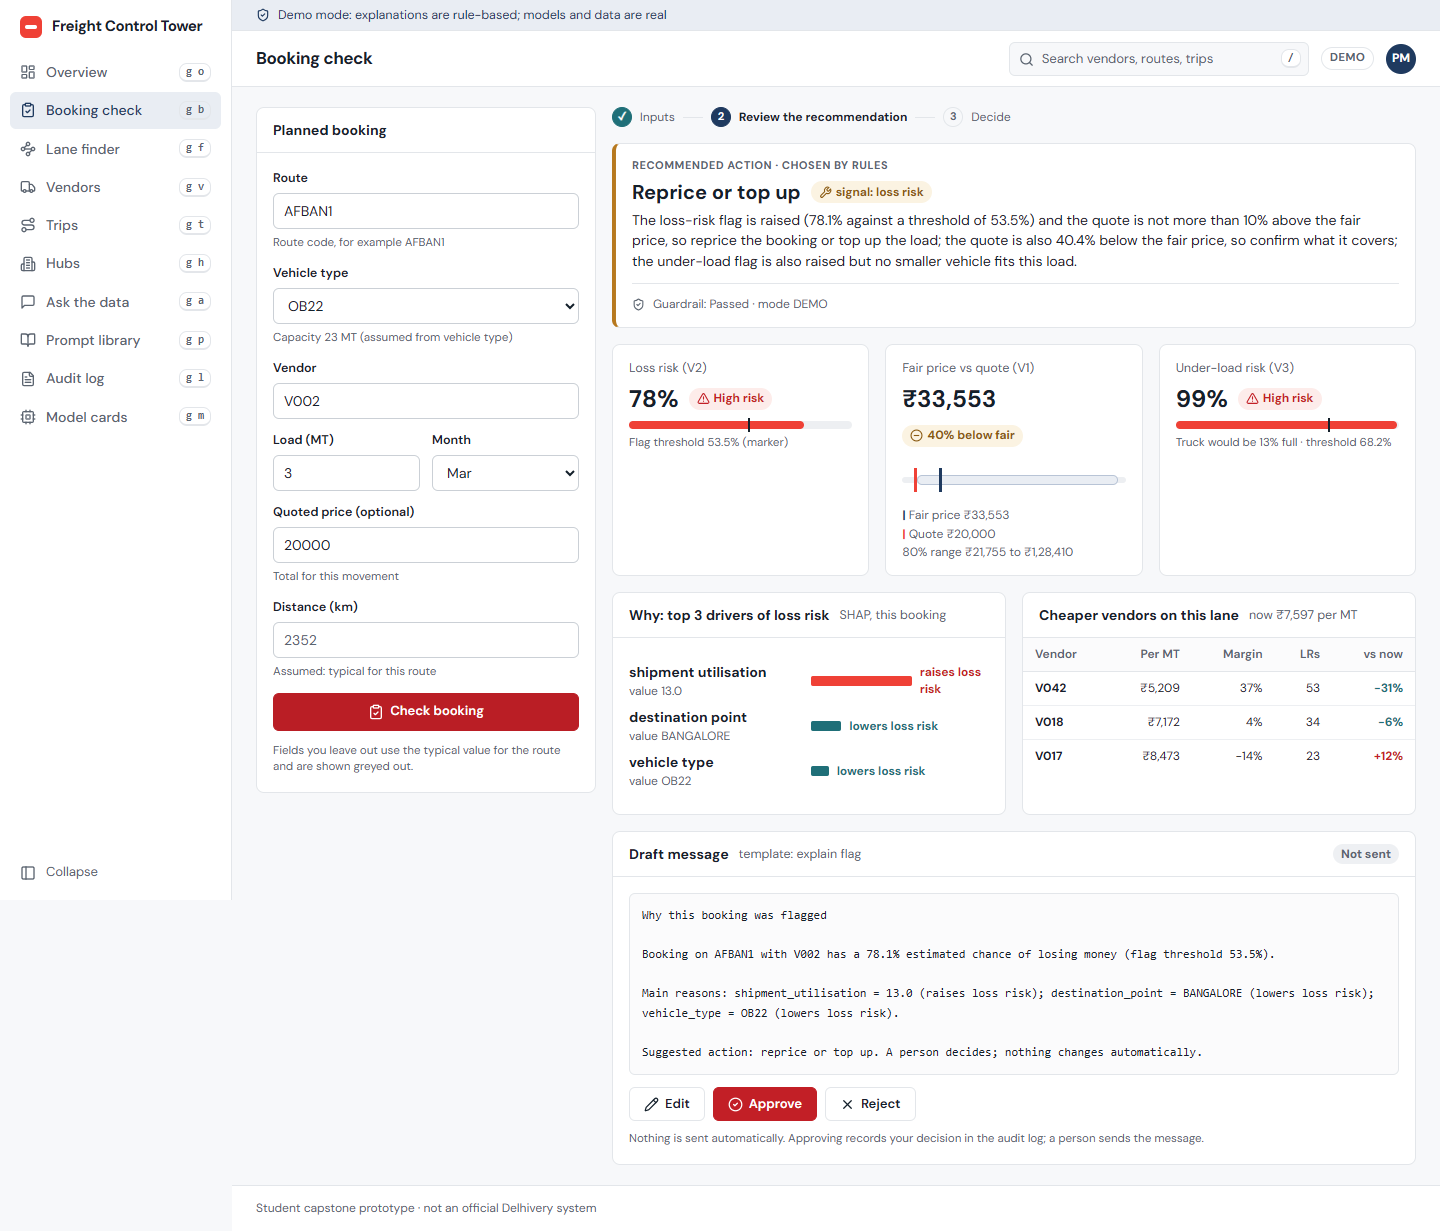 Freight Control Tower
Overview g o
Booking check g b
Lane finder g f
Vendors g v
Trips g t
Hubs g h
Ask the data g a
Prompt library g p
Audit log g l
Model cards g m
Collapse
Demo mode: explanations are rule-based; models and data are real
Booking check
Search vendors, routes, trips /
DEMO
PM
Planned booking
Route
AFBAN1
Route code, for example AFBAN1
Vehicle type
OB22
Capacity 23 MT (assumed from vehicle type)
Vendor
V002
Load (MT) Month
3 Mar
Quoted price (optional)
20000
Total for this movement
Distance (km)
2352
Assumed: typical for this route
Check booking
Fields you leave out use the typical value for the route
and are shown greyed out.
Inputs 2 Review the recommendation 3 Decide
RECOMMENDED ACTION · CHOSEN BY RULES
Reprice or top up signal: loss risk
The loss-risk flag is raised (78.1% against a threshold of 53.5%) and the quote is not more than 10% above the fair
price, so reprice the booking or top up the load; the quote is also 40.4% below the fair price, so confirm what it covers;
the under-load flag is also raised but no smaller vehicle fits this load.
Guardrail: Passed · mode DEMO
Loss risk (V2)
78% High risk
Flag threshold 53.5% (marker)
Fair price vs quote (V1)
₹33,553
40% below fair
Fair price ₹33,553
Quote ₹20,000
80% range ₹21,755 to ₹1,28,410
Under-load risk (V3)
99% High risk
Truck would be 13% full · threshold 68.2%
Why: top 3 drivers of loss risk SHAP, this booking
shipment utilisation
value 13.0
raises loss
risk
destination point
value BANGALORE
lowers loss risk
vehicle type
value OB22
lowers loss risk
Cheaper vendors on this lane now ₹7,597 per MT
Vendor Per MT Margin LRs vs now
V042 ₹5,209 37% 53 -31%
V018 ₹7,172 4% 34 -6%
V017 ₹8,473 -14% 23 +12%
Draft message template: explain flag Not sent
Why this booking was flagged
Booking on AFBAN1 with V002 has a 78.1% estimated chance of losing money (flag threshold 53.5%).
Main reasons: shipment_utilisation = 13.0 (raises loss risk); destination_point = BANGALORE (lowers loss risk);
vehicle_type = OB22 (lowers loss risk).
Suggested action: reprice or top up. A person decides; nothing changes automatically.
Edit Approve Reject
Nothing is sent automatically. Approving records your decision in the audit log; a person sends the message.
Student capstone prototype · not an official Delhivery system